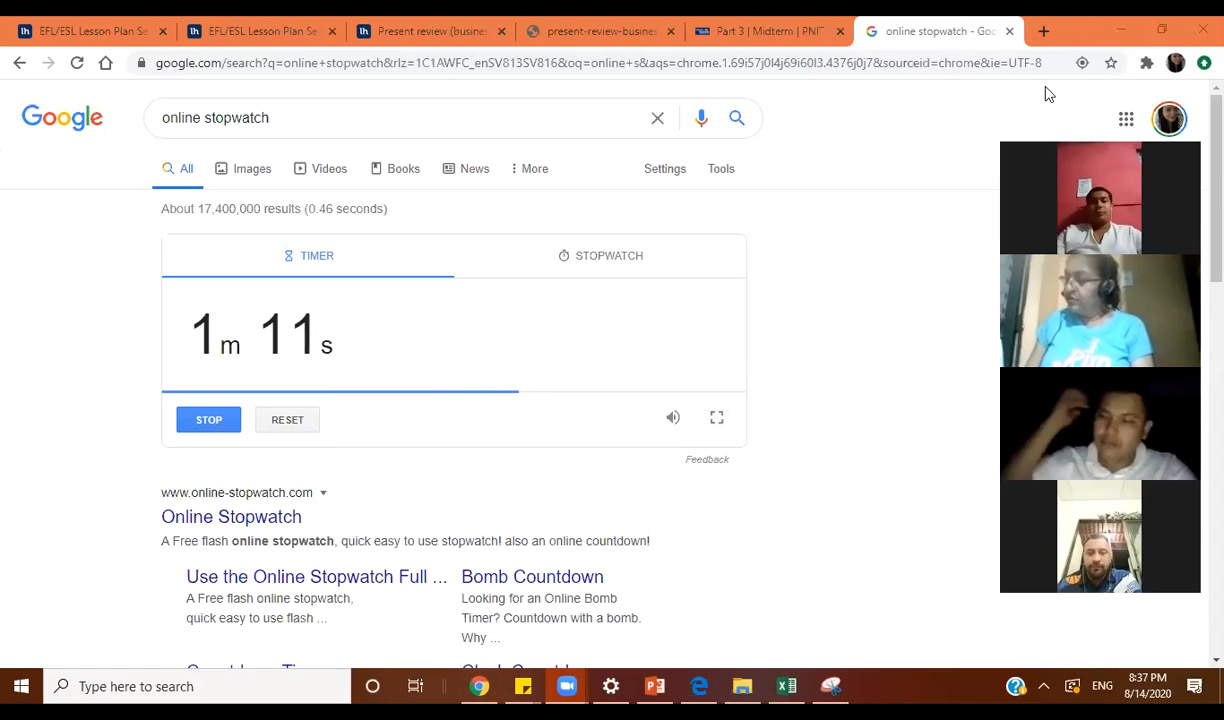 EFL/ESL Lesson Plan Se
EFL/ESL Lesson Plan Se
Present review (busine
present-review-busine
Part 3 | Midterm | PNI
online stopwatch - Goo
google.com/search?q=online+stopwatch&rlz=1C1AWFC_enSV813SV816&oq=online+s&aqs=chrome.1.69i57j0l4j69i60l3.4376j0j7&sourceid=chrome&ie=UTF-8
Google
online stopwatch
All
Images
Videos
Books
News
More
Settings
Tools
About 17,400,000 results (0.46 seconds)
TIMER
STOPWATCH
1m 11s
STOP
RESET
Feedback
www.online-stopwatch.com
Online Stopwatch
A Free flash online stopwatch, quick easy to use stopwatch! also an online countdown!
Use the Online Stopwatch Full ...
Bomb Countdown
A Free flash online stopwatch,
quick easy to use flash ...
Looking for an Online Bomb
Timer? Countdown with a bomb.
Why ...
Type here to search
ENG
8:37 PM
8/14/2020